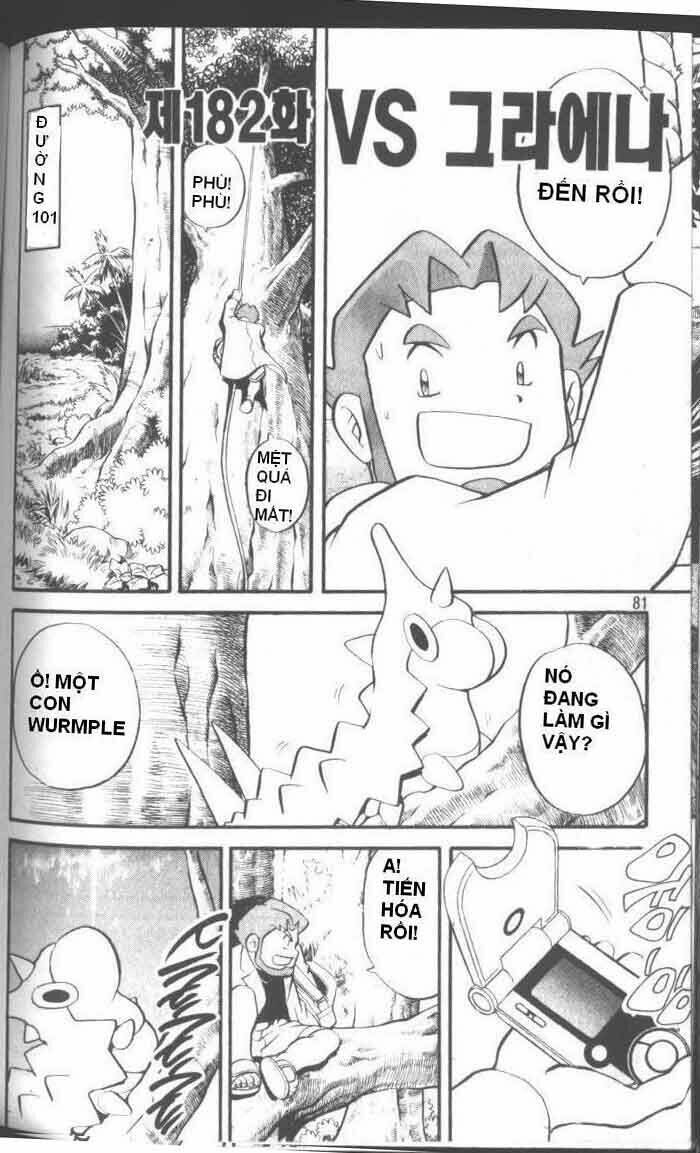 제182화 VS 그라에나
ĐƯỜNG
101
PHÙ!
PHÙ!
MỆT
QUÁ
ĐI
MẤT!
ĐẾN RỒI!
81
Ồ! MỘT
CON
WURMPLE
NÓ
ĐANG
LÀM GÌ
VẬY?
A!
TIẾN
HÓA
RỒI!